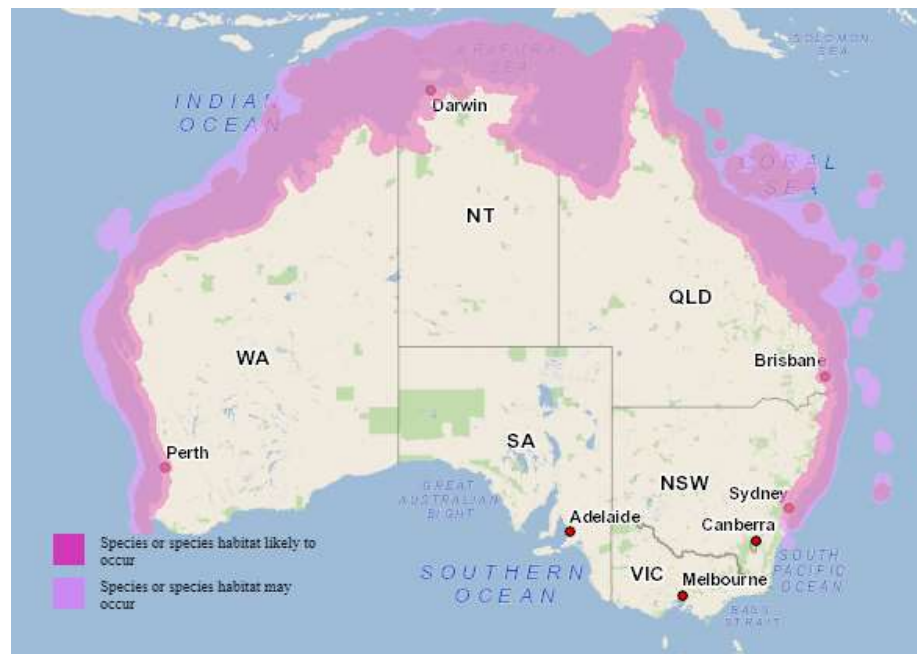 SOLOMON
SEA
ARAFURA
SEA
INDIAN
OCEAN
Darwin
CORAL
SEA
NT
QLD
WA
Brisbane
SA
Perth
NSW
GREAT
AUSTRALIAN
BIGHT
Sydney
Adelaide
Canberra
Species or species habitat likely to
occur
SOUTHERN
OCEAN
VIC
Melbourne
SOUTH
PACIFIC
OCEAN
Species or species habitat may
occur
BASS
STRAIT